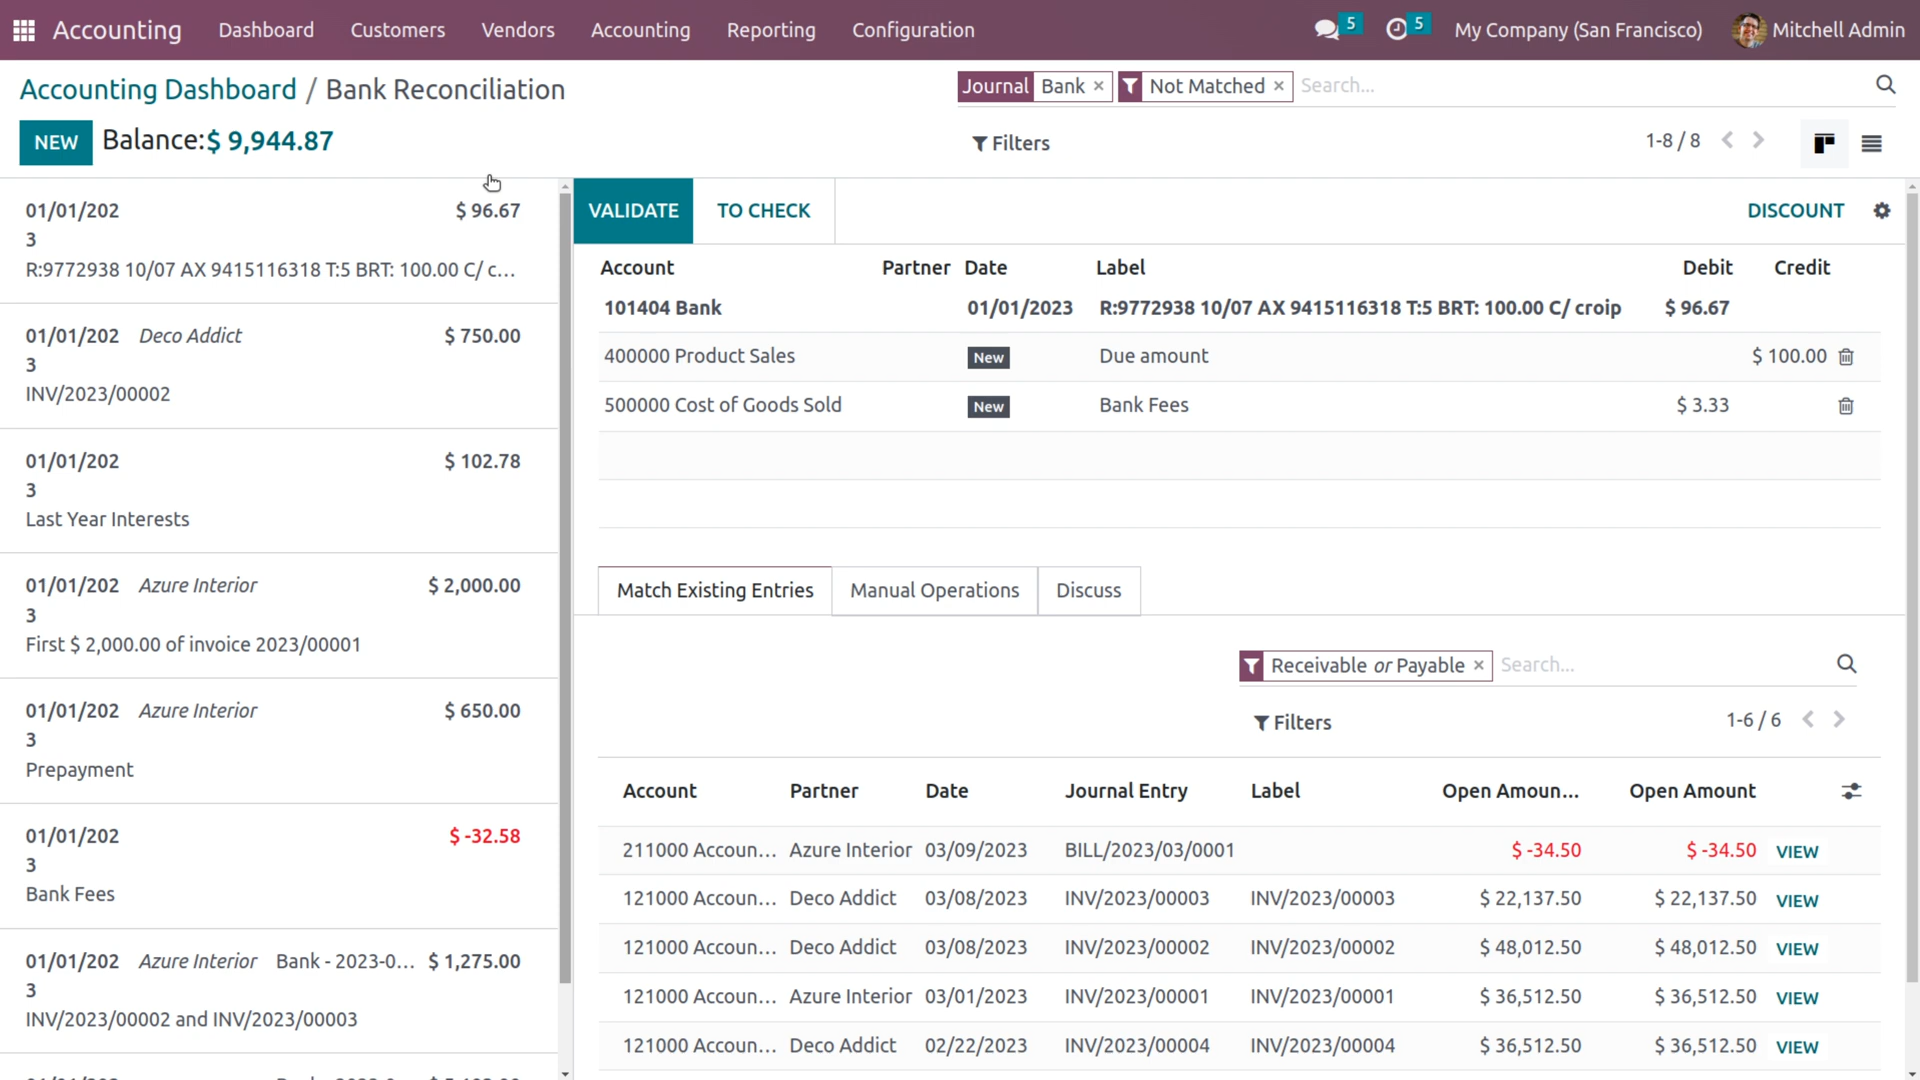 Accounting Dashboard Customers Vendors Accounting Reporting Configuration 5 5 My Company (San Francisco) Mitchell Admin
Accounting Dashboard / Bank Reconciliation
Journal Bank × Not Matched × Search...
NEW Balance:$ 9,944.87
Filters
1-8 / 8
01/01/202
3
$ 96.67
R:9772938 10/07 AX 9415116318 T:5 BRT: 100.00 C/ c...
01/01/202
3
Deco Addict
$ 750.00
INV/2023/00002
01/01/202
3
$ 102.78
Last Year Interests
01/01/202
3
Azure Interior
$ 2,000.00
First $ 2,000.00 of invoice 2023/00001
01/01/202
3
Azure Interior
$ 650.00
Prepayment
01/01/202
3
$ -32.58
Bank Fees
01/01/202
3
Azure Interior
Bank - 2023-0...
$ 1,275.00
INV/2023/00002 and INV/2023/00003
VALIDATE TO CHECK DISCOUNT
Account Partner Date Label Debit Credit
101404 Bank 01/01/2023 R:9772938 10/07 AX 9415116318 T:5 BRT: 100.00 C/ croip $ 96.67
400000 Product Sales New Due amount $ 100.00
500000 Cost of Goods Sold New Bank Fees $ 3.33
Match Existing Entries Manual Operations Discuss
Receivable or Payable × Search...
Filters
1-6 / 6
Account Partner Date Journal Entry Label Open Amoun... Open Amount
211000 Accoun... Azure Interior 03/09/2023 BILL/2023/03/0001 $ -34.50 $ -34.50 VIEW
121000 Accoun... Deco Addict 03/08/2023 INV/2023/00003 INV/2023/00003 $ 22,137.50 $ 22,137.50 VIEW
121000 Accoun... Deco Addict 03/08/2023 INV/2023/00002 INV/2023/00002 $ 48,012.50 $ 48,012.50 VIEW
121000 Accoun... Azure Interior 03/01/2023 INV/2023/00001 INV/2023/00001 $ 36,512.50 $ 36,512.50 VIEW
121000 Accoun... Deco Addict 02/22/2023 INV/2023/00004 INV/2023/00004 $ 36,512.50 $ 36,512.50 VIEW